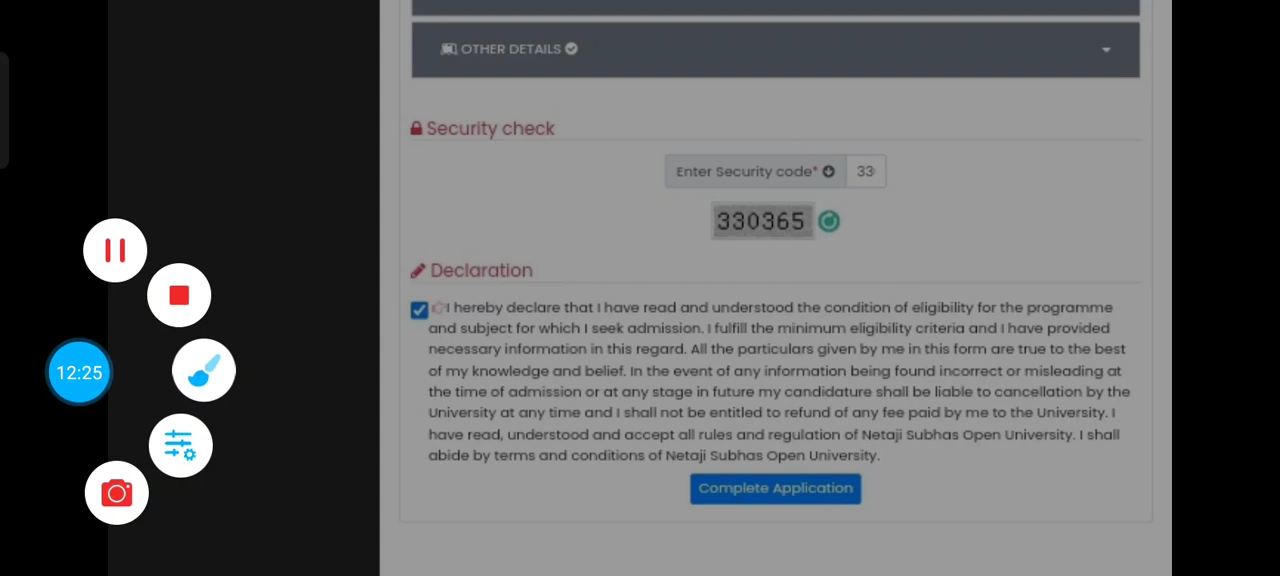 OTHER DETAILS
Security check
Enter Security code* 33
330365
Declaration
I hereby declare that I have read and understood the condition of eligibility for the programme
and subject for which I seek admission. I fulfill the minimum eligibility criteria and I have provided
necessary information in this regard. All the particulars given by me in this form are true to the best
of my knowledge and belief. In the event of any information being found incorrect or misleading at
the time of admission or at any stage in future my candidature shall be liable to cancellation by the
University at any time and I shall not be entitled to refund of any fee paid by me to the University. I
have read, understood and accept all rules and regulation of Netaji Subhas Open University. I shall
abide by terms and conditions of Netaji Subhas Open University.
Complete Application
12:25